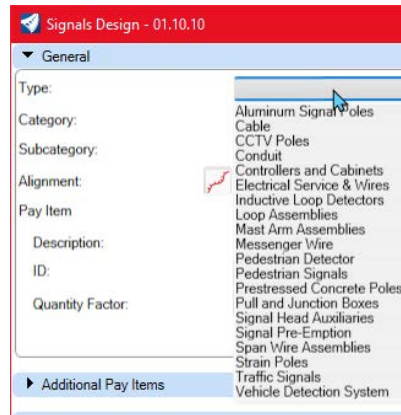 Signals Design - 01.10.10
General
Type:
Category:
Subcategory:
Alignment:
Pay Item
Description:
ID:
Quantity Factor:
Aluminum Signal Poles
Cable
CCTV Poles
Conduit
Controllers and Cabinets
Electrical Service & Wires
Inductive Loop Detectors
Loop Assemblies
Mast Arm Assemblies
Messenger Wire
Pedestrian Detector
Pedestrian Signals
Prestressed Concrete Poles
Pull and Junction Boxes
Signal Head Auxiliaries
Signal Pre-Emption
Span Wire Assemblies
Strain Poles
Traffic Signals
Vehicle Detection System
Additional Pay Items